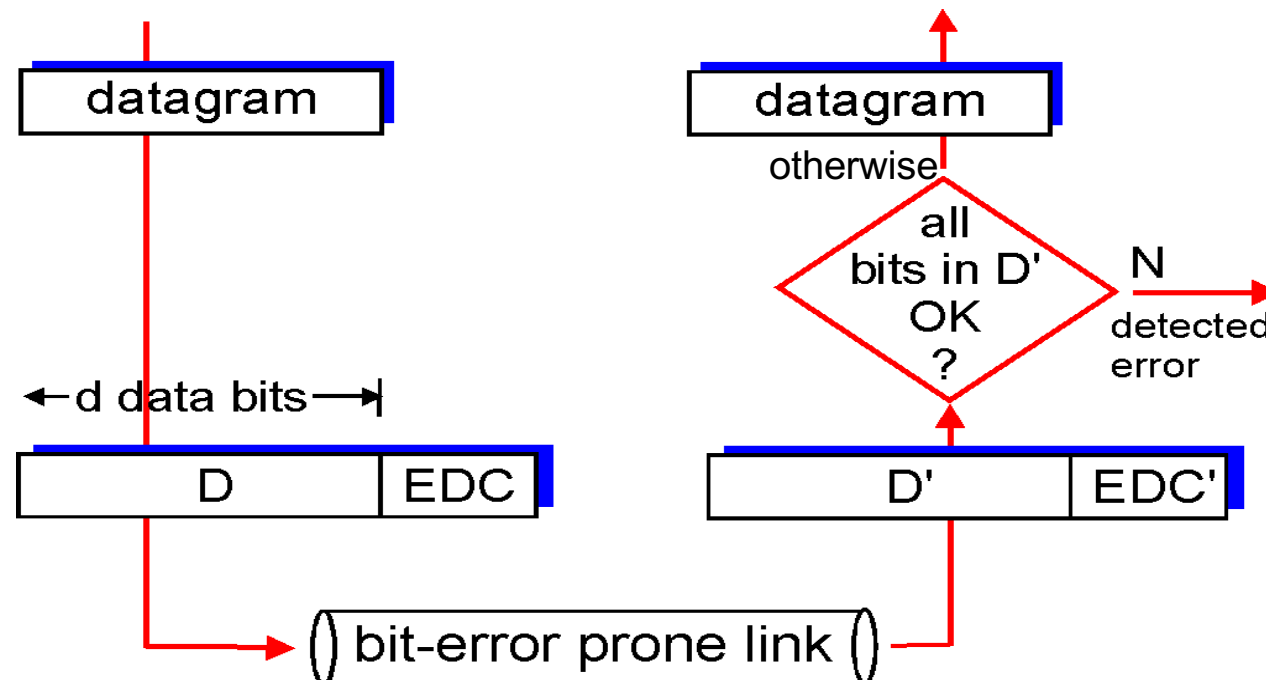 datagram
d data bits
D
EDC
bit-error prone link
datagram
otherwise
all
bits in D'
OK
?
N
detected
error
D'
EDC'